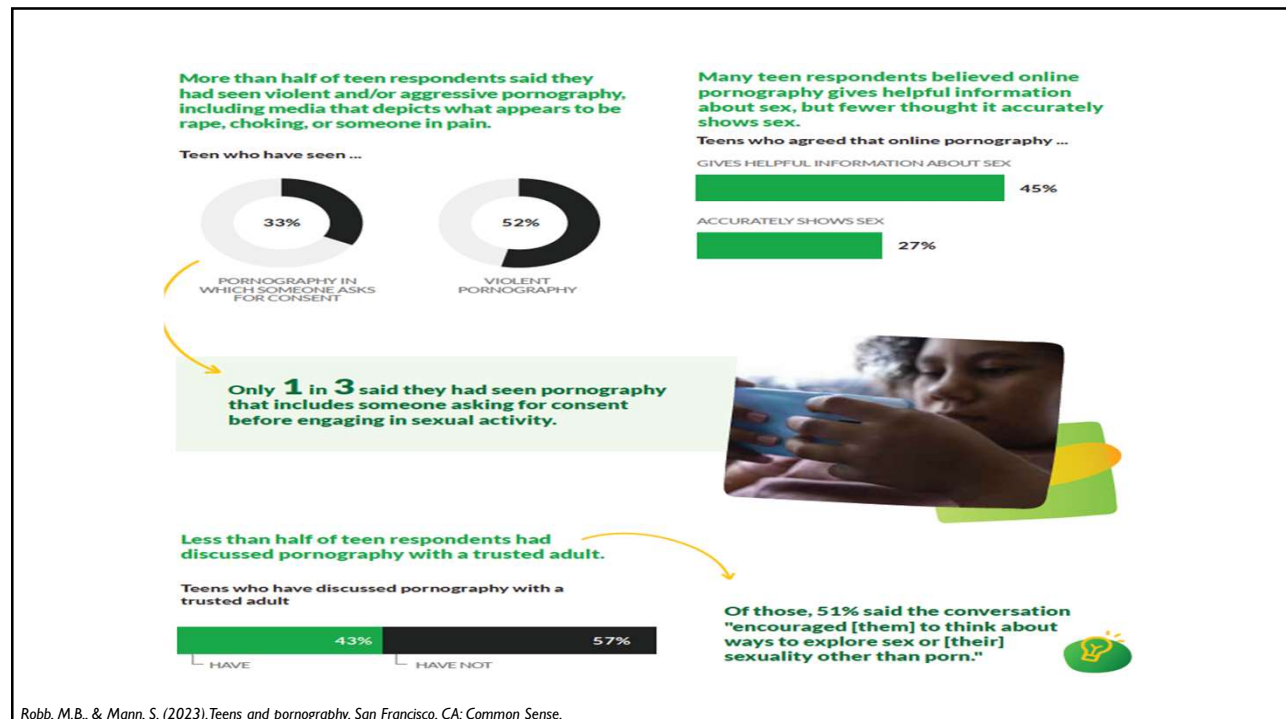 More than half of teen respondents said they
had seen violent and/or aggressive pornography,
including media that depicts what appears to be
rape, choking, or someone in pain.
Teen who have seen ...
33%
52%
PORNOGRAPHY IN
WHICH SOMEONE ASKS
FOR CONSENT
VIOLENT
PORNOGRAPHY
Many teen respondents believed online
pornography gives helpful information
about sex, but fewer thought it accurately
shows sex.
Teens who agreed that online pornography ...
GIVES HELPFUL INFORMATION ABOUT SEX
45%
ACCURATELY SHOWS SEX
27%
Only 1 in 3 said they had seen pornography
that includes someone asking for consent
before engaging in sexual activity.
Less than half of teen respondents had
discussed pornography with a trusted adult.
Teens who have discussed pornography with a
trusted adult
43%
57%
HAVE
HAVE NOT
Of those, 51% said the conversation
"encouraged [them] to think about
ways to explore sex or [their]
sexuality other than porn."
Robb, M.B., & Mann, S. (2023).Teens and pornography. San Francisco, CA: Common Sense.